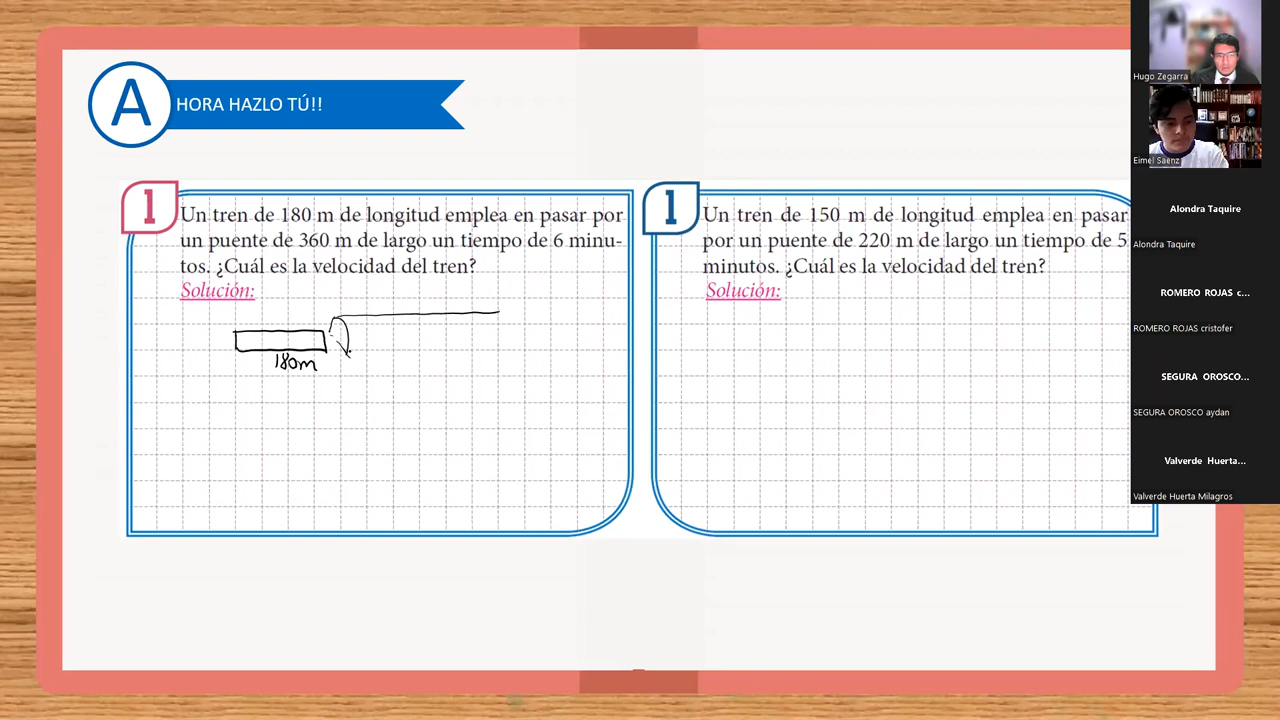 A
HORA HAZLO TÚ!!
1
Un tren de 180 m de longitud emplea en pasar por
un puente de 360 m de largo un tiempo de 6 minu-
tos. ¿Cuál es la velocidad del tren?
Solución:
180m
1
Un tren de 150 m de longitud emplea en pasar
por un puente de 220 m de largo un tiempo de 5
minutos. ¿Cuál es la velocidad del tren?
Solución:
Hugo Zegarra
Eimel Saenz
Alondra Taquire
Alondra Taquire
ROMERO ROJAS c...
ROMERO ROJAS cristofer
SEGURA OROSCO...
SEGURA OROSCO aydan
Valverde Huerta...
Valverde Huerta Milagros